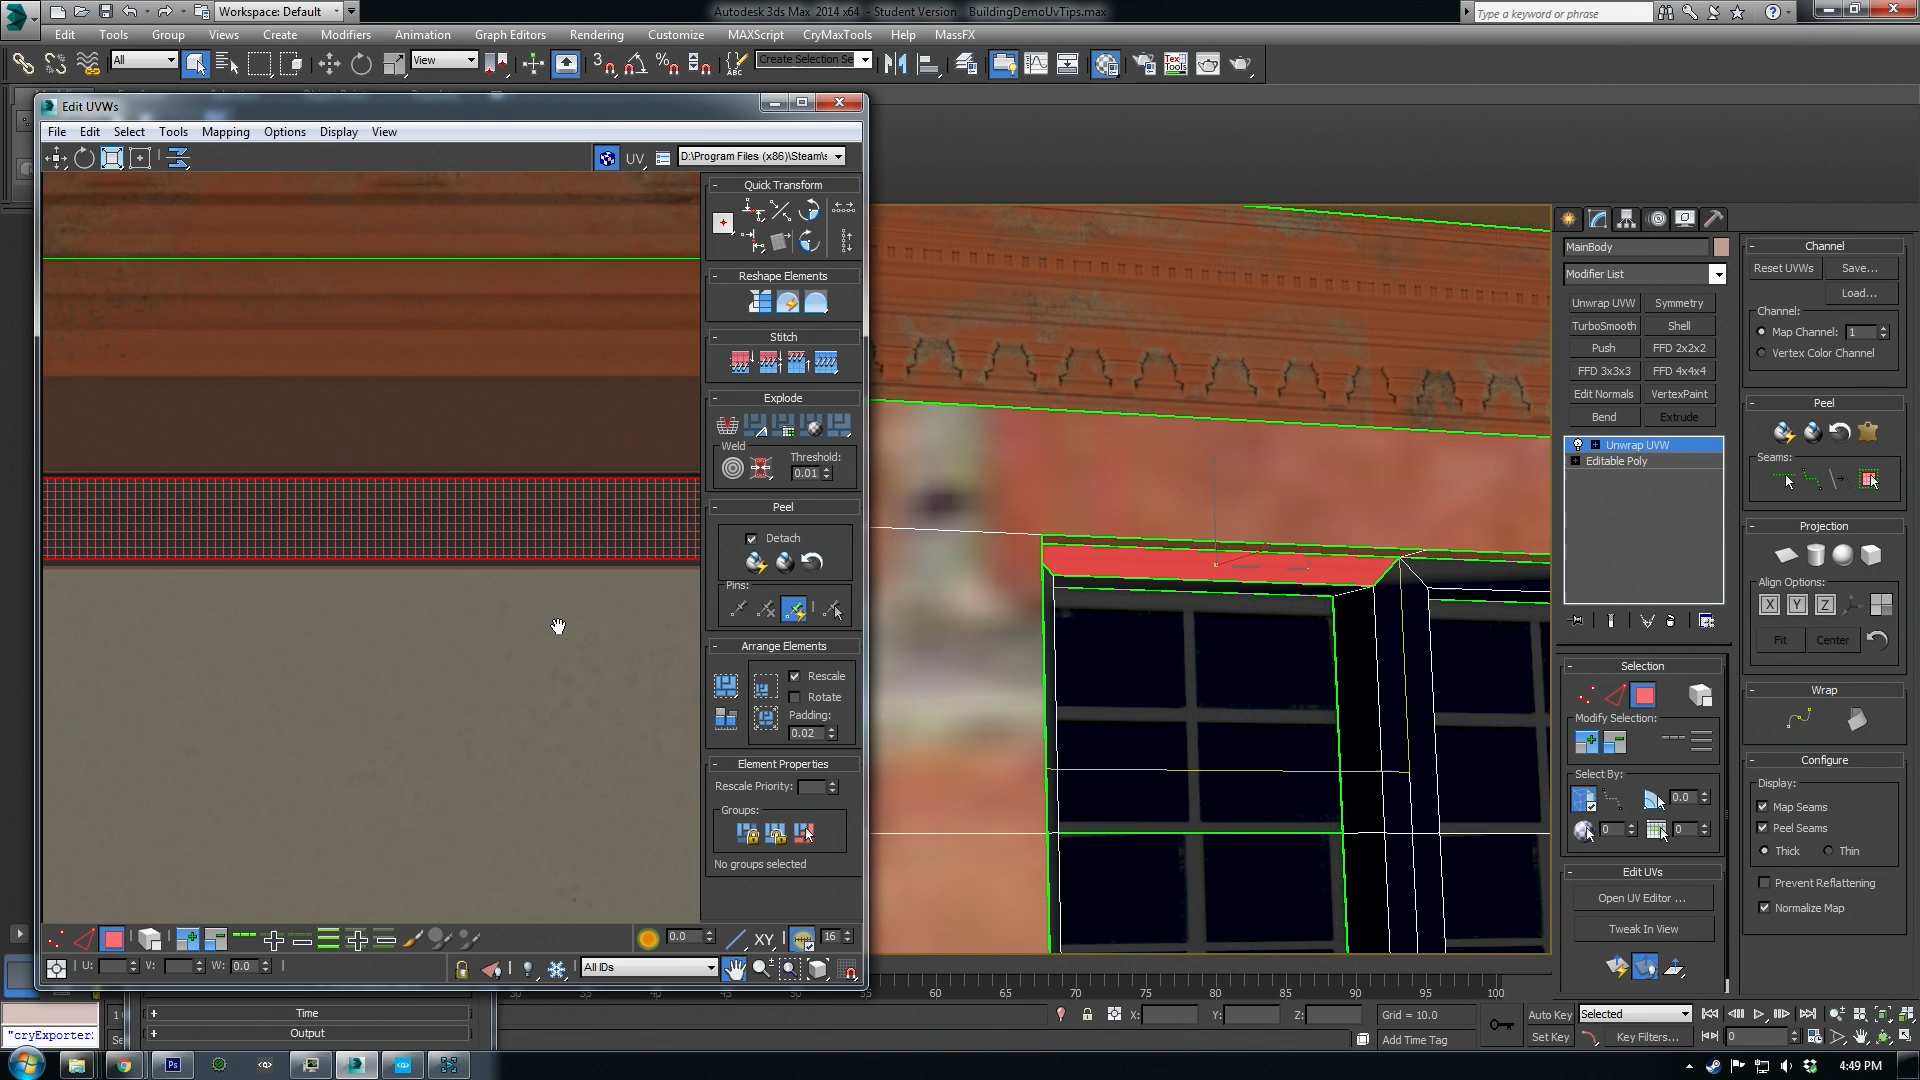 Workspace: Default
Autodesk 3ds Max 2014 x64 - Student Version BuildingDemoUvTips.max
Type a keyword or phrase
Edit Tools Group Views Create Modifiers Animation Graph Editors Rendering Customize MAXScript CryMaxTools Help MassFX
All
View
Create Selection Se
Edit UVWs
File Edit Select Tools Mapping Options Display View
UV
D:\Program Files (x86)\Steam\s
Quick Transform
Reshape Elements
Stitch
Explode
Weld
Threshold:
0.01
Peel
Detach
Pins:
Arrange Elements
Rescale
Rotate
Padding:
0.02
Element Properties
Rescale Priority:
Groups:
No groups selected
0.0
XY
16
U: V: W: 0.0
All IDs
MainBody
Modifier List
Unwrap UVW Symmetry
TurboSmooth Shell
Push FFD 2x2x2
FFD 3x3x3 FFD 4x4x4
Edit Normals VertexPaint
Bend Extrude
Unwrap UVW
Editable Poly
Selection
Modify Selection:
Select By:
0.0
0 0
Edit UVs
Open UV Editor ...
Tweak In View
Channel
Reset UVWs Save...
Load...
Channel:
Map Channel: 1
Vertex Color Channel
Peel
Seams:
Projection
Align Options:
X Y Z
Fit Center
Wrap
Configure
Display:
Map Seams
Peel Seams
Thick Thin
Prevent Reflattening
Normalize Map
60 65 70 75 80 85 90 95 100
Time
Output
"cryExporter:
X: Y: Z: Grid = 10.0
Add Time Tag
Auto Key Selected
Set Key Key Filters...
0
4:49 PM